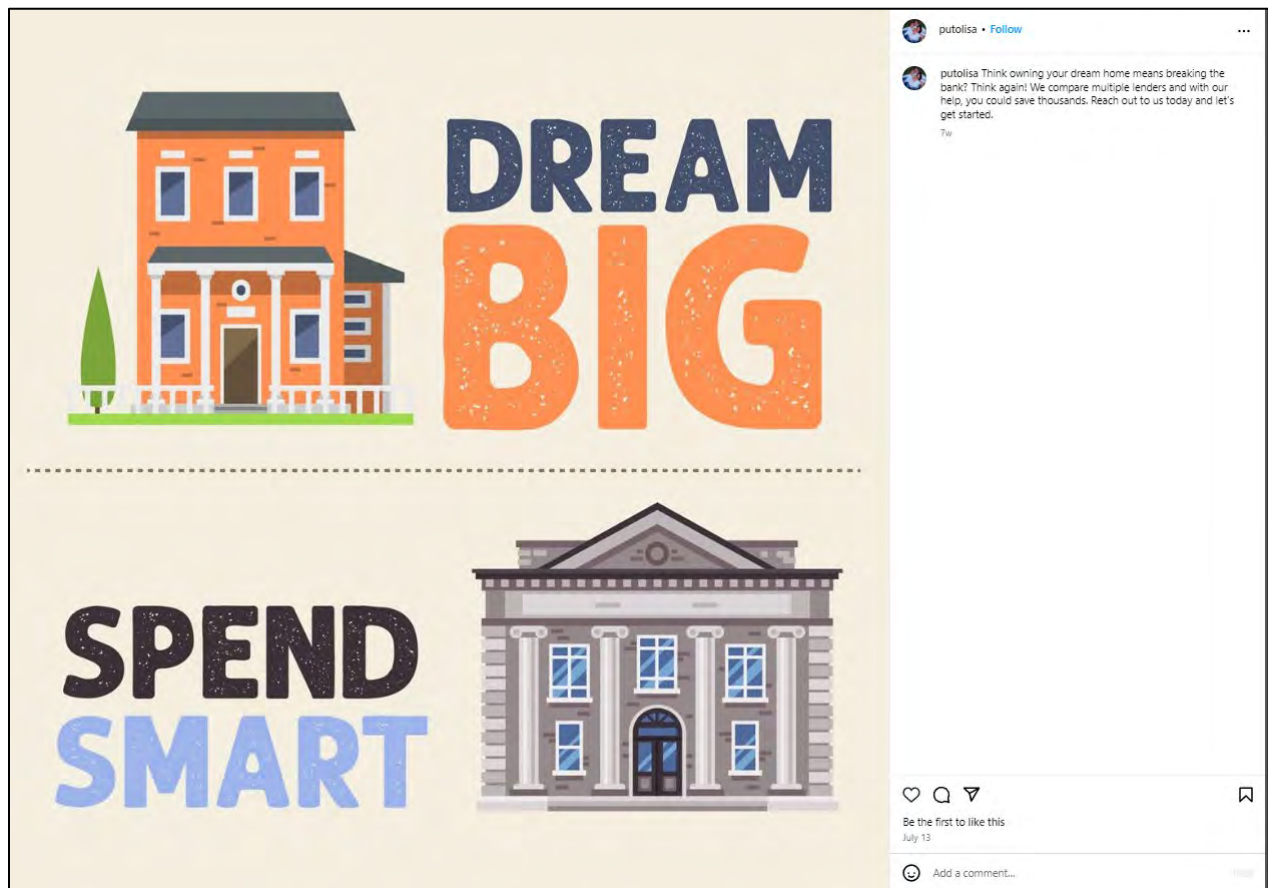 DREAM
BIG
SPEND
SMART
putolisa • Follow
putolisa Think owning your dream home means breaking the
bank? Think again! We compare multiple lenders and with our
help, you could save thousands. Reach out to us today and let's
get started.
7w
Be the first to like this
July 13
Add a comment...